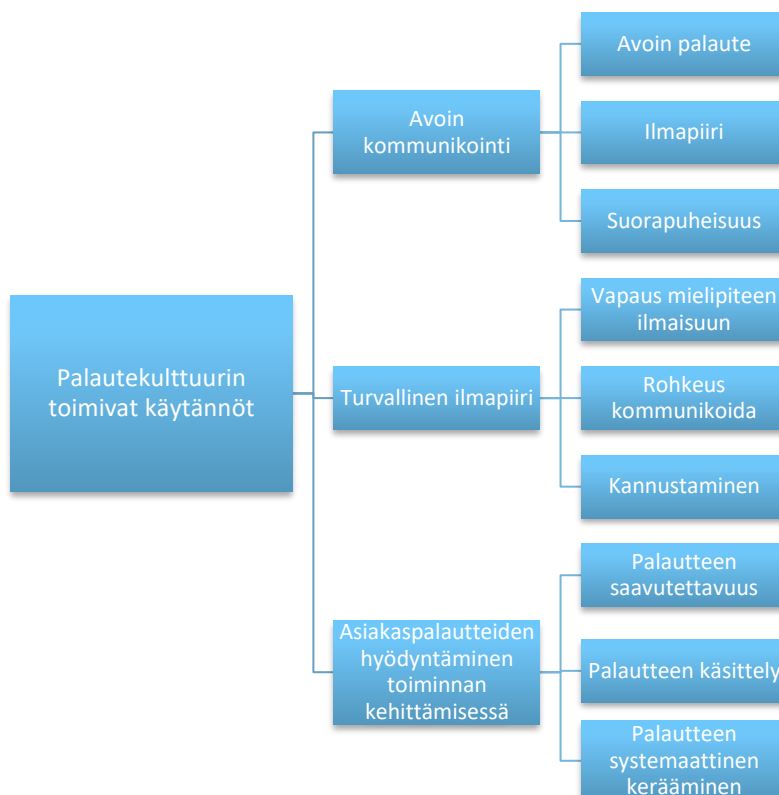 Palautekulttuurin
toimivat käytännöt
Avoin
kommunikointi
Avoin palaute
Ilmapiiri
Suorapuheisuus
Turvallinen ilmapiiri
Vapaus mielipiteen
ilmaisuun
Rohkeus
kommunikoida
Kannustaminen
Asiakaspalautteiden
hyödyntäminen
toiminnan
kehittämisessä
Palautteen
saavutettavuus
Palautteen käsittely
Palautteen
systemaattinen
kerääminen